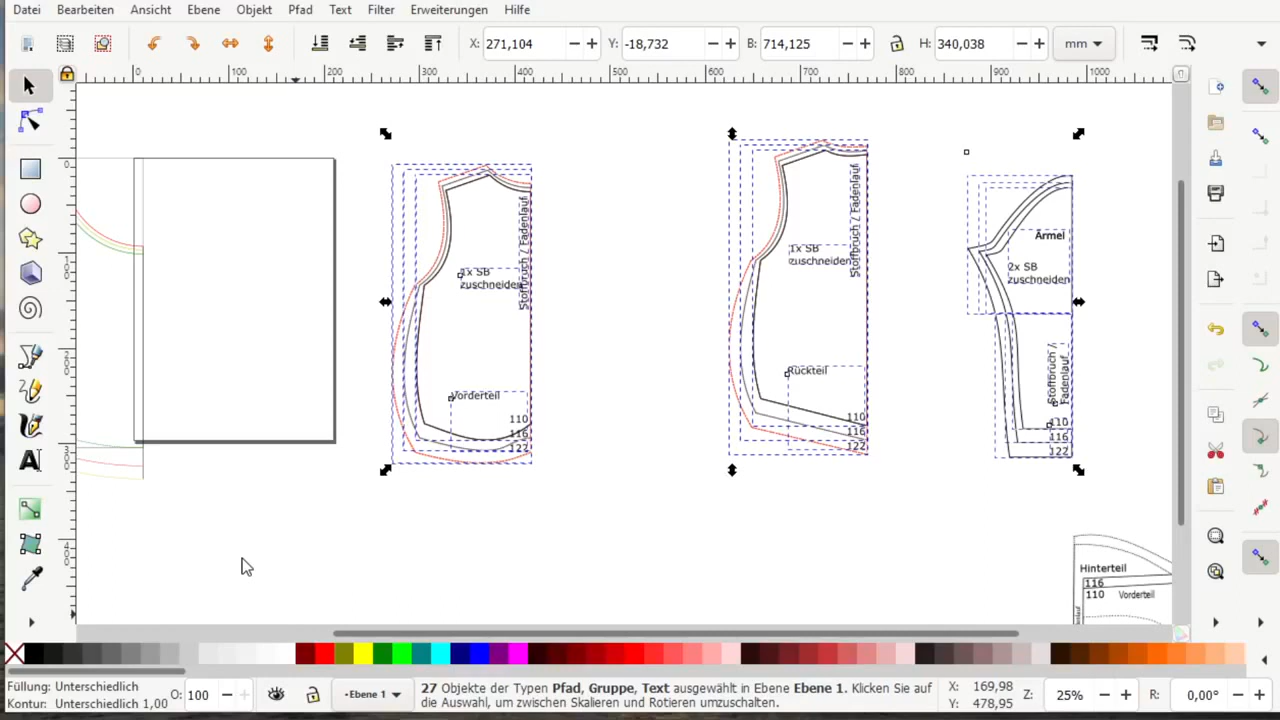 Datei Bearbeiten Ansicht Ebene Objekt Pfad Text Filter Erweiterungen Hilfe
X: 271,104 Y: -18,732 B: 714,125 H: 340,038 mm
0 100 200 300 400 500 600 700 800 900 1000
0
100
200
300
400
Stoffbruch / Fadenlauf
1x SB
zuschneiden
Vorderteil
110
116
122
Stoffbruch / Fadenlauf
1x SB
zuschneiden
Rückteil
110
116
122
Ärmel
2x SB
zuschneiden
Stoffbruch /
Fadenlauf
110
116
122
Hinterteil
116
110 Vorderteil
Füllung: Unterschiedlich
Kontur: Unterschiedlich 1,00
O: 100
Ebene 1
27 Objekte der Typen Pfad, Gruppe, Text ausgewählt in Ebene Ebene 1. Klicken Sie auf
die Auswahl, um zwischen Skalieren und Rotieren umzuschalten.
X: 169,98
Y: 478,95
Z: 25%
R: 0,00°